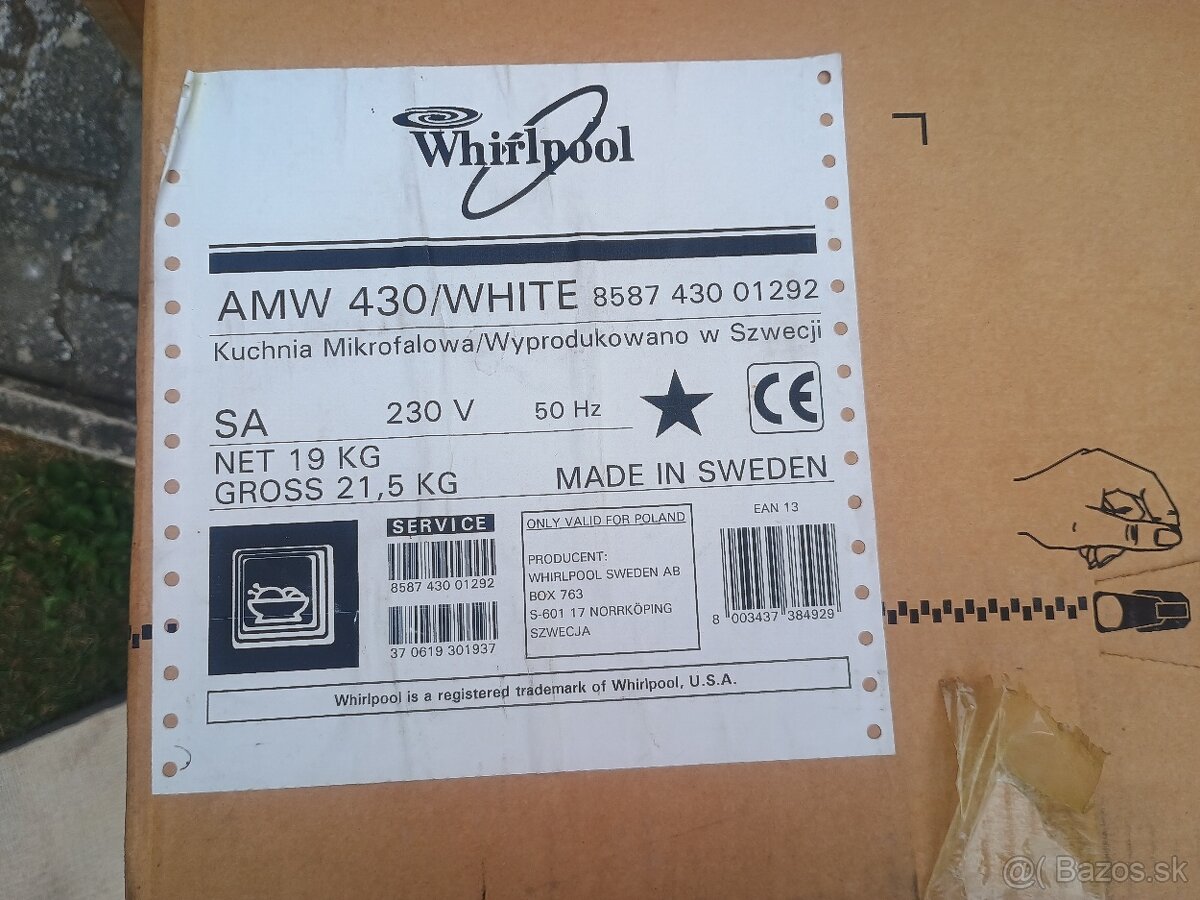 Whirlpool
AMW 430/WHITE 8587 430 01292
Kuchnia Mikrofalowa/Wyprodukowano w Szwecji
SA 230 V 50 Hz
CE
NET 19 KG
GROSS 21,5 KG
MADE IN SWEDEN
SERVICE
8587 430 01292
37 0619 301937
ONLY VALID FOR POLAND
PRODUCENT:
WHIRLPOOL SWEDEN AB
BOX 763
S-601 17 NORRKÖPING
SZWECJA
EAN 13
8 003437 384929
Whirlpool is a registered trademark of Whirlpool, U.S.A.
@( Bazos.sk